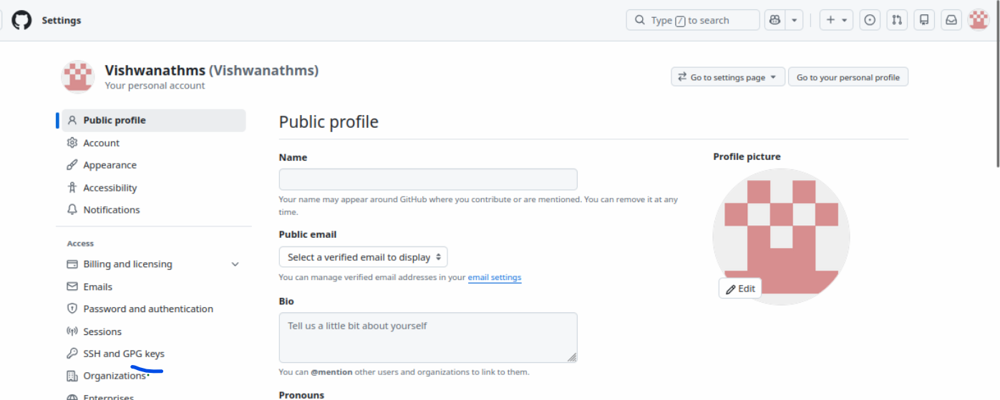 Settings
Type / to search
Vishwanathms (Vishwanathms)
Your personal account
Go to settings page
Go to your personal profile
Public profile
Account
Appearance
Accessibility
Notifications
Access
Billing and licensing
Emails
Password and authentication
Sessions
SSH and GPG keys
Organizations
Enterprises
Public profile
Name
Your name may appear around GitHub where you contribute or are mentioned. You can remove it at any
time.
Public email
Select a verified email to display
You can manage verified email addresses in your email settings
Bio
Tell us a little bit about yourself
You can @mention other users and organizations to link to them.
Pronouns
Profile picture
Edit